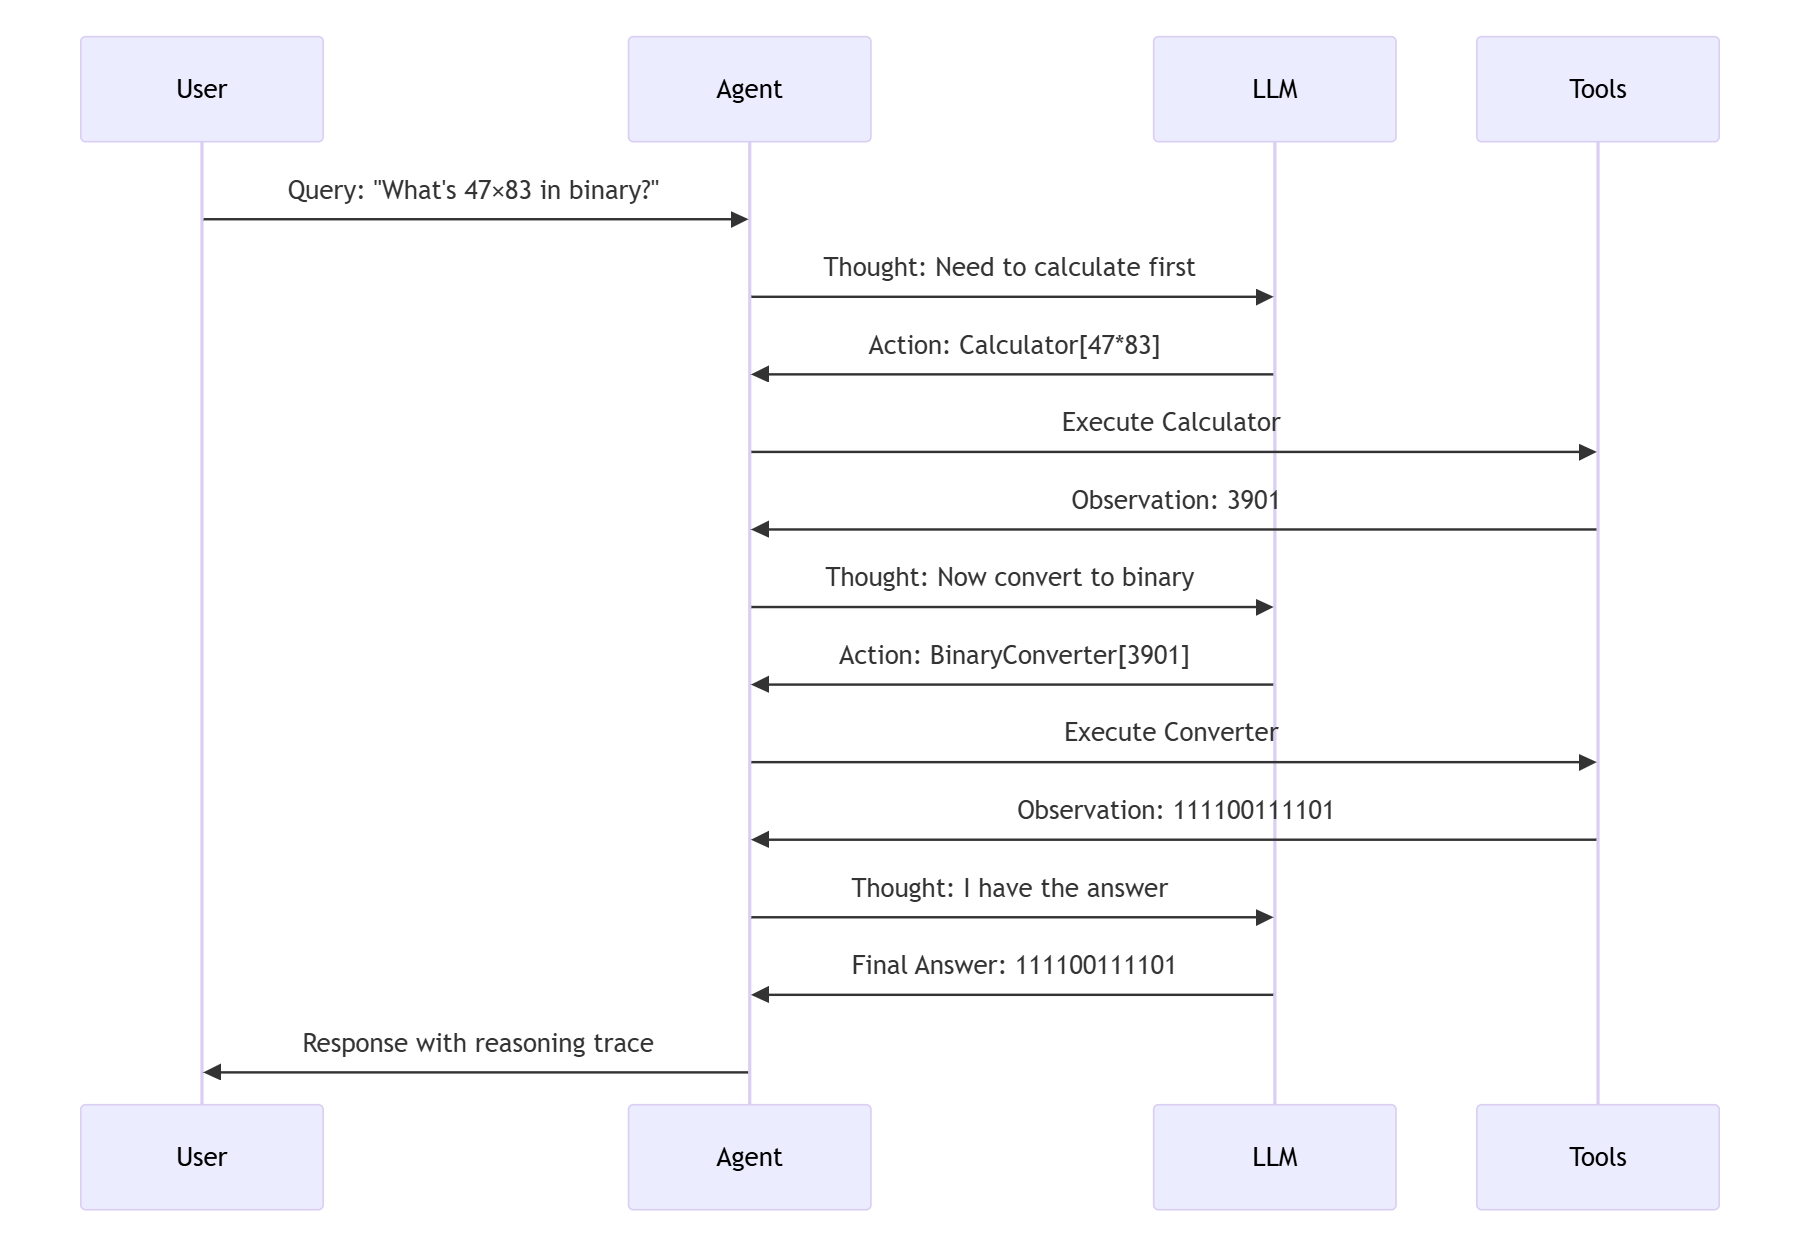 User
Agent
LLM
Tools
Query: "What's 47×83 in binary?"
Thought: Need to calculate first
Action: Calculator[47*83]
Execute Calculator
Observation: 3901
Thought: Now convert to binary
Action: BinaryConverter[3901]
Execute Converter
Observation: 111100111101
Thought: I have the answer
Final Answer: 111100111101
Response with reasoning trace
User
Agent
LLM
Tools